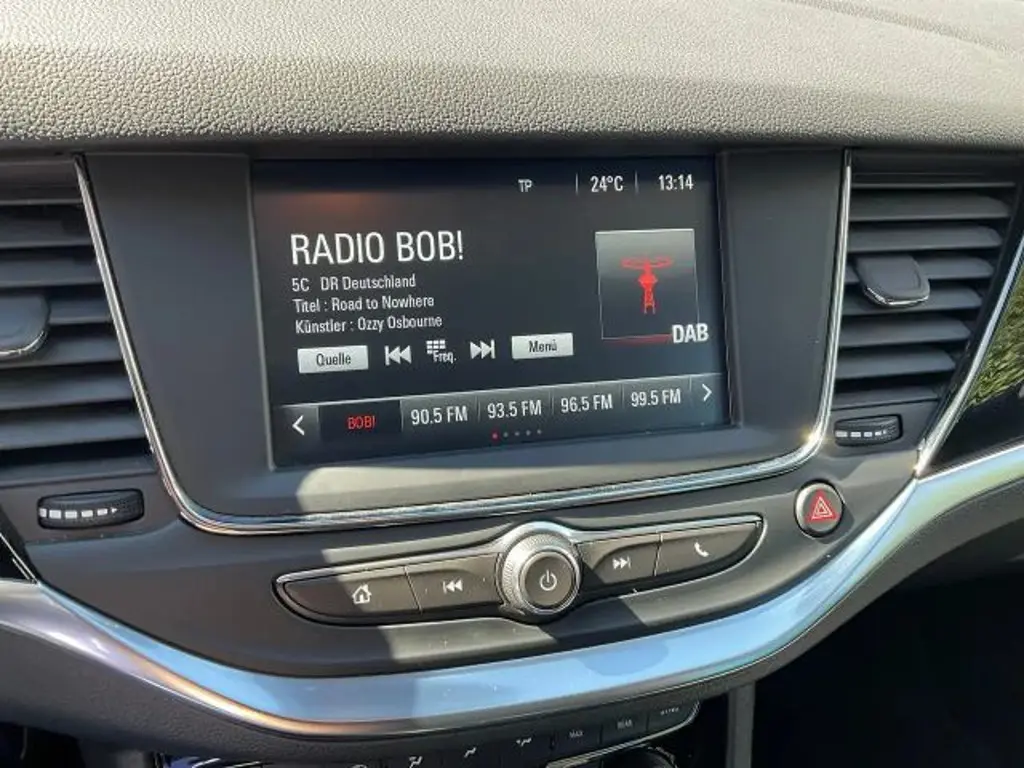 TP 24°C 13:14
RADIO BOB!
5C DR Deutschland
Titel : Road to Nowhere
Künstler : Ozzy Osbourne
Quelle Freq. Menü
DAB
BOB! 90.5 FM 93.5 FM 96.5 FM 99.5 FM